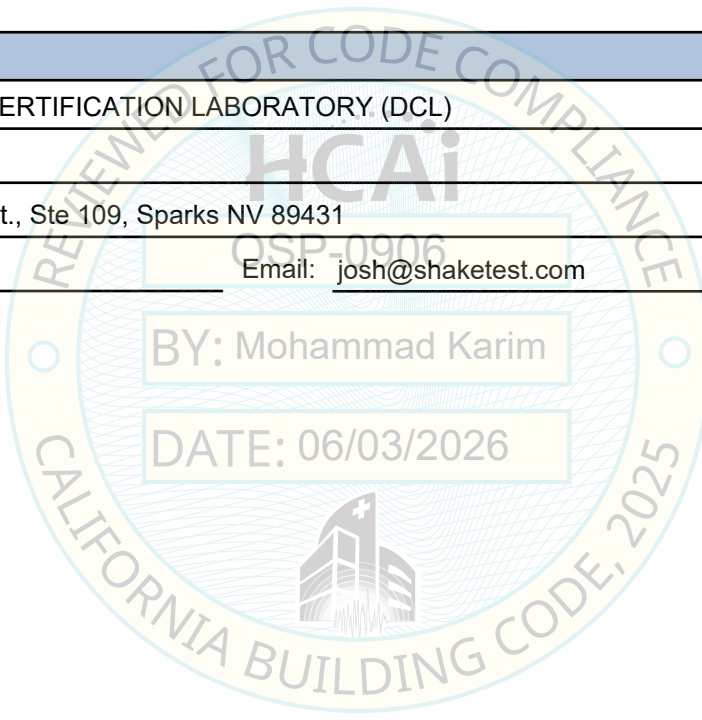 ERTIFICATION LABORATORY (DCL)
t., Ste 109, Sparks NV 89431
Email: josh@shaketest.com
REVIEWED FOR CODE COMPLIANCE
HCAi
OSP-0906
BY: Mohammad Karim
DATE: 06/03/2026
CALIFORNIA BUILDING CODE, 2025